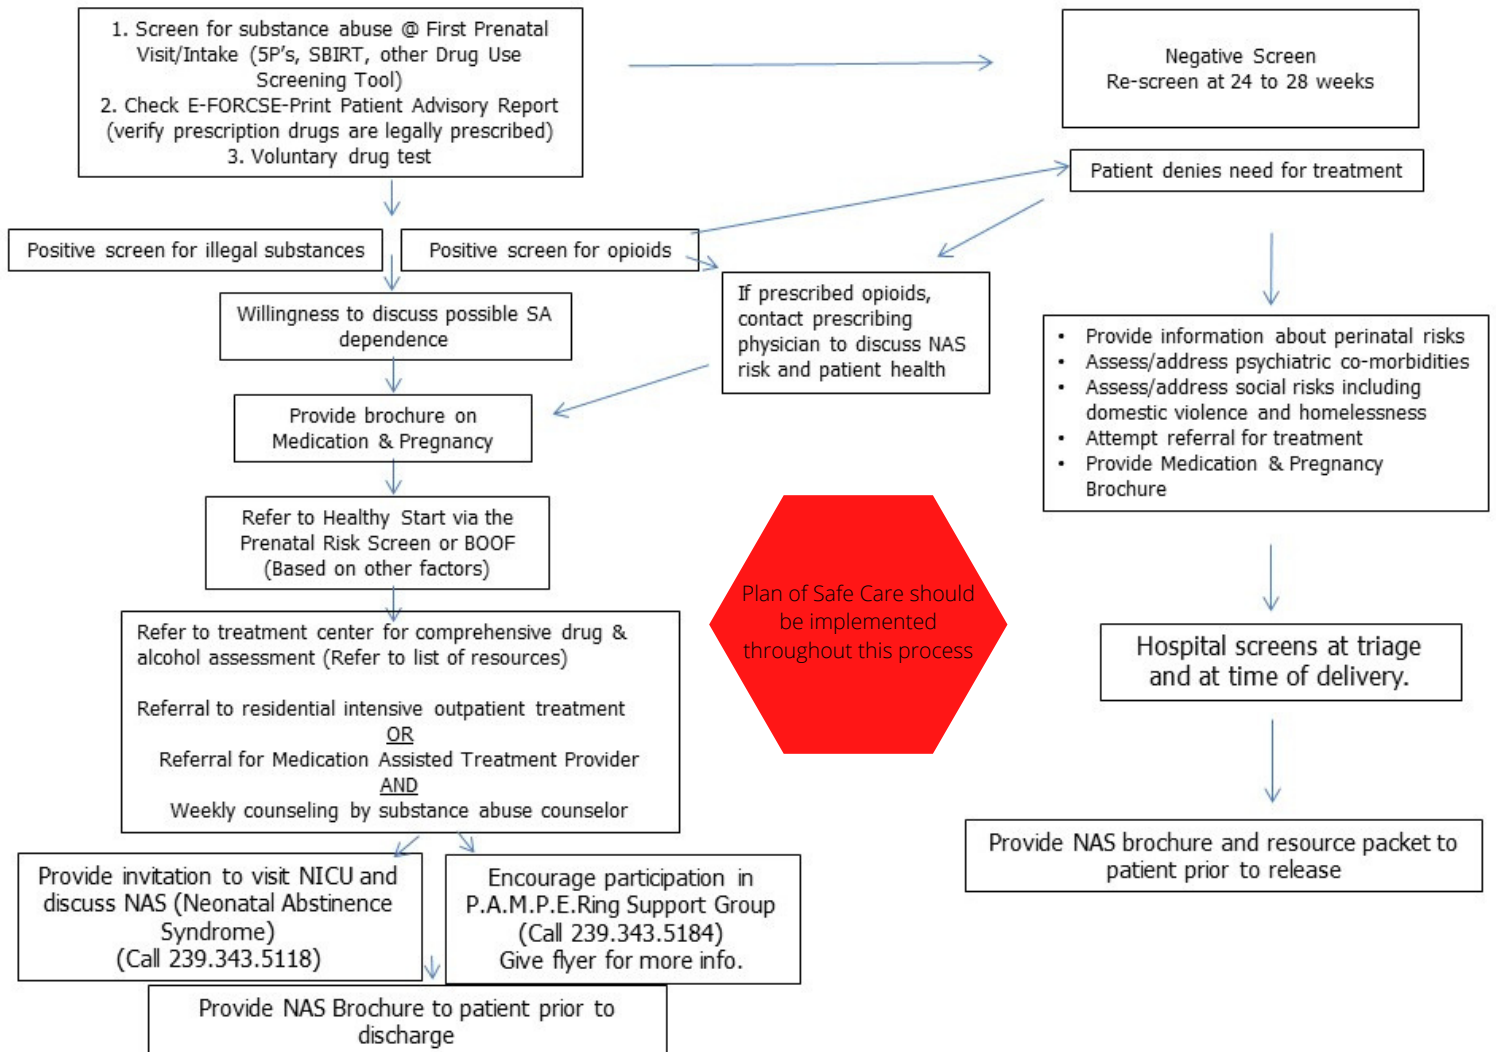 1. Screen for substance abuse @ First Prenatal
Visit/Intake (5P's, SBIRT, other Drug Use
Screening Tool)
2. Check E-FORCSE-Print Patient Advisory Report
(verify prescription drugs are legally prescribed)
3. Voluntary drug test
Negative Screen
Re-screen at 24 to 28 weeks
Patient denies need for treatment
Positive screen for illegal substances
Positive screen for opioids
If prescribed opioids,
contact prescribing
physician to discuss NAS
risk and patient health
Willingness to discuss possible SA
dependence
• Provide information about perinatal risks
• Assess/address psychiatric co-morbidities
• Assess/address social risks including
domestic violence and homelessness
• Attempt referral for treatment
• Provide Medication & Pregnancy
Brochure
Provide brochure on
Medication & Pregnancy
Refer to Healthy Start via the
Prenatal Risk Screen or BOOF
(Based on other factors)
Plan of Safe Care should
be implemented
throughout this process
Refer to treatment center for comprehensive drug &
alcohol assessment (Refer to list of resources)
Referral to residential intensive outpatient treatment
OR
Referral for Medication Assisted Treatment Provider
AND
Weekly counseling by substance abuse counselor
Hospital screens at triage
and at time of delivery.
Provide NAS brochure and resource packet to
patient prior to release
Provide invitation to visit NICU and
discuss NAS (Neonatal Abstinence
Syndrome)
(Call 239.343.5118)
Encourage participation in
P.A.M.P.E.Ring Support Group
(Call 239.343.5184)
Give flyer for more info.
Provide NAS Brochure to patient prior to
discharge